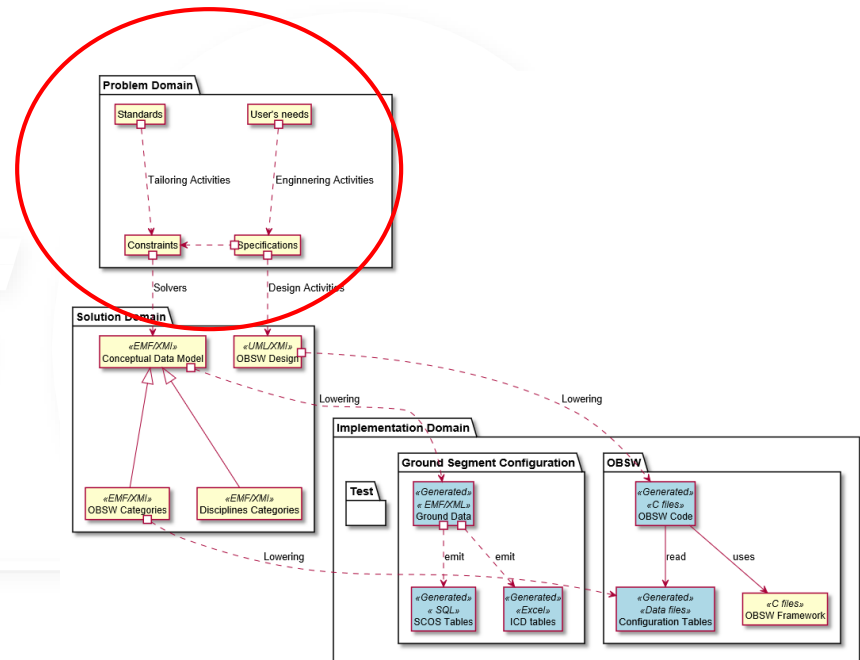 Problem Domain
Standards
User's needs
Tailoring Activities
Enginnering Activities
Constraints
Specifications
Solvers
Design Activities
Solution Domain
«EMF/XMI»
Conceptual Data Model
«UML/XMI»
OBSW Design
Lowering
Lowering
Implementation Domain
Ground Segment Configuration
OBSW
Test
«Generated»
« EMF/XML»
Ground Data
«Generated»
«C files»
OBSW Code
«EMF/XMI»
OBSW Categories
«EMF/XMI»
Disciplines Categories
Lowering
emit
emit
read
uses
«Generated»
« SQL»
SCOS Tables
«Generated»
«Excel»
ICD tables
«Generated»
«Data files»
Configuration Tables
«C files»
OBSW Framework